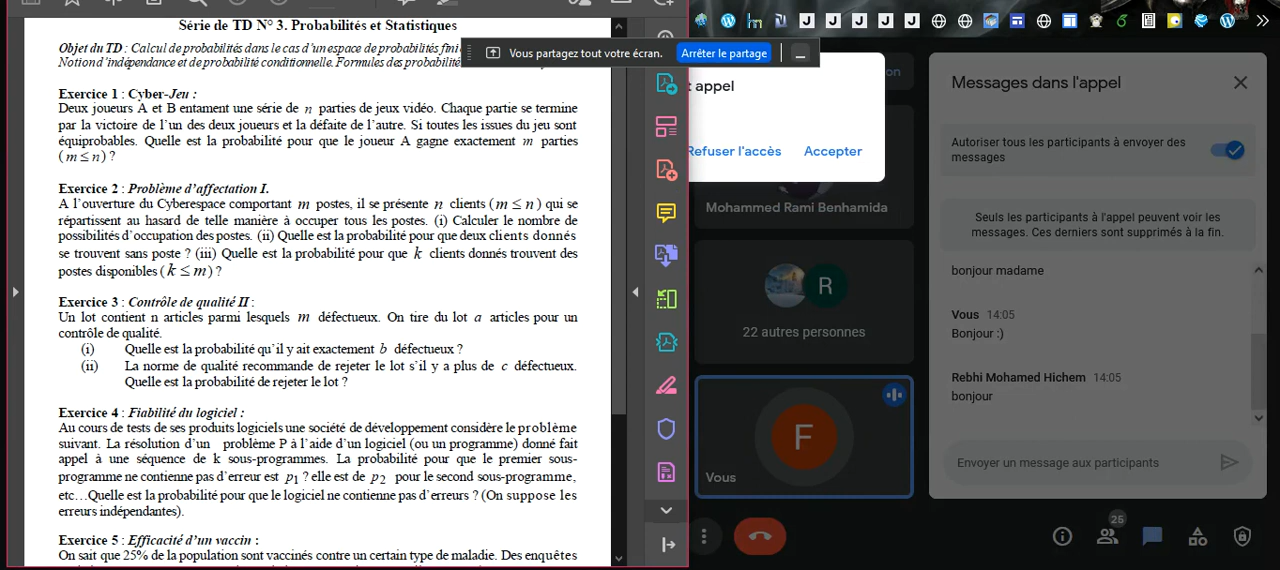 Série de TD N° 3. Probabilités et Statistiques
Objet du TD : Calcul de probabilités dans le cas d'un espace de probabilités fini
Notion d'indépendance et de probabilité conditionnelle. Formules des probabilité
Exercice 1 : Cyber-Jeu :
Deux joueurs A et B entament une série de n parties de jeux vidéo. Chaque partie se termine
par la victoire de l'un des deux joueurs et la défaite de l'autre. Si toutes les issues du jeu sont
équiprobables. Quelle est la probabilité pour que le joueur A gagne exactement m parties
(m ≤ n) ?
Exercice 2 : Problème d'affectation I.
A l'ouverture du Cyberespace comportant m postes, il se présente n clients (m ≤ n) qui se
répartissent au hasard de telle manière à occuper tous les postes. (i) Calculer le nombre de
possibilités d'occupation des postes. (ii) Quelle est la probabilité pour que deux clients donnés
se trouvent sans poste ? (iii) Quelle est la probabilité pour que k clients donnés trouvent des
postes disponibles (k ≤ m) ?
Exercice 3 : Contrôle de qualité II :
Un lot contient n articles parmi lesquels m défectueux. On tire du lot a articles pour un
contrôle de qualité.
(i) Quelle est la probabilité qu'il y ait exactement b défectueux ?
(ii) La norme de qualité recommande de rejeter le lot s'il y a plus de c défectueux.
Quelle est la probabilité de rejeter le lot ?
Exercice 4 : Fiabilité du logiciel :
Au cours de tests de ses produits logiciels une société de développement considère le problème
suivant. La résolution d'un problème P à l'aide d'un logiciel (ou un programme) donné fait
appel à une séquence de k sous-programmes. La probabilité pour que le premier sous-
programme ne contienne pas d'erreur est p1 ? elle est de p2 pour le second sous-programme,
etc…Quelle est la probabilité pour que le logiciel ne contienne pas d'erreurs ? (On suppose les
erreurs indépendantes).
Exercice 5 : Efficacité d'un vaccin :
On sait que 25% de la population sont vaccinés contre un certain type de maladie. Des enquêtes
Vous partagez tout votre écran.
Arrêter le partage
t appel
Refuser l'accès
Accepter
on
Mohammed Rami Benhamida
R
22 autres personnes
F
Vous
Messages dans l'appel
Autoriser tous les participants à envoyer des
messages
Seuls les participants à l'appel peuvent voir les
messages. Ces derniers sont supprimés à la fin.
bonjour madame
Vous 14:05
Bonjour :)
Rebhi Mohamed Hichem 14:05
bonjour
Envoyer un message aux participants